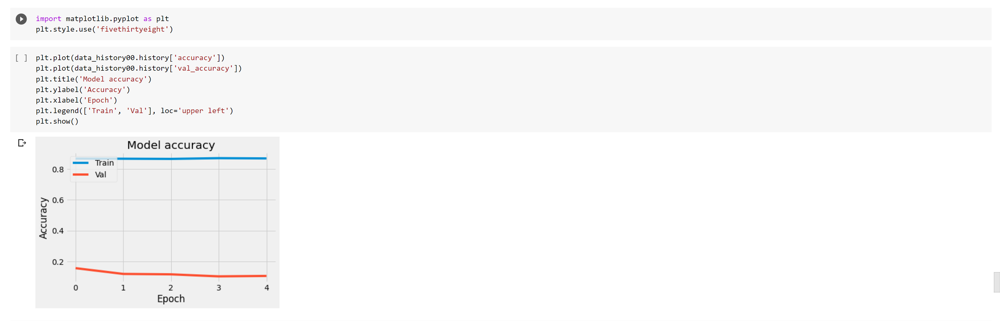 import matplotlib.pyplot as plt
plt.style.use('fivethirtyeight')
[ ] plt.plot(data_history00.history['accuracy'])
plt.plot(data_history00.history['val_accuracy'])
plt.title('Model accuracy')
plt.ylabel('Accuracy')
plt.xlabel('Epoch')
plt.legend(['Train', 'Val'], loc='upper left')
plt.show()
Model accuracy
Train
Val
0.8
0.6
0.4
0.2
Accuracy
0 1 2 3 4
Epoch